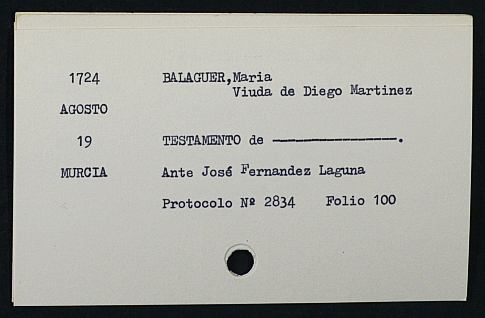 1724 BALAGUER,Maria
Viuda de Diego Martinez
AGOSTO
19 TESTAMENTO de ----------------.
MURCIA Ante José Fernandez Laguna
Protocolo Nº 2834 Folio 100